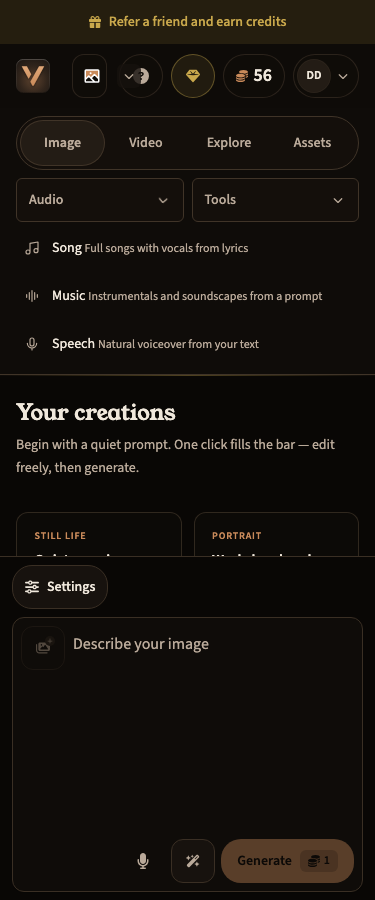 Refer a friend and earn credits
56
DD
Image
Video
Explore
Assets
Audio
Tools
Song Full songs with vocals from lyrics
Music Instrumentals and soundscapes from a prompt
Speech Natural voiceover from your text
Your creations
Begin with a quiet prompt. One click fills the bar — edit
freely, then generate.
STILL LIFE
PORTRAIT
Settings
Describe your image
Generate
1